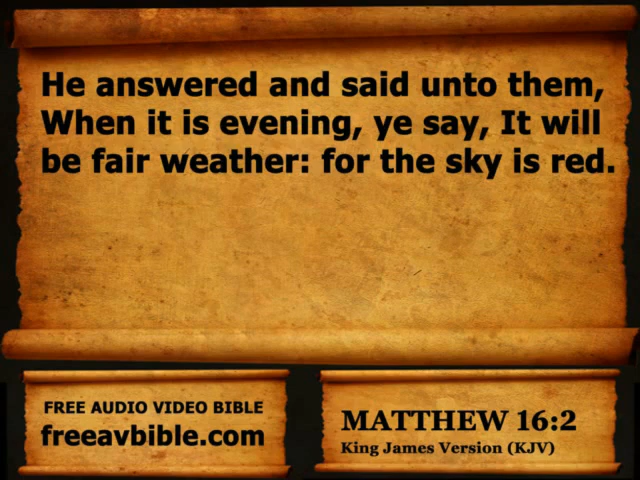 He answered and said unto them,
When it is evening, ye say, It will
be fair weather: for the sky is red.
FREE AUDIO VIDEO BIBLE
freeavbible.com
MATTHEW 16:2
King James Version (KJV)